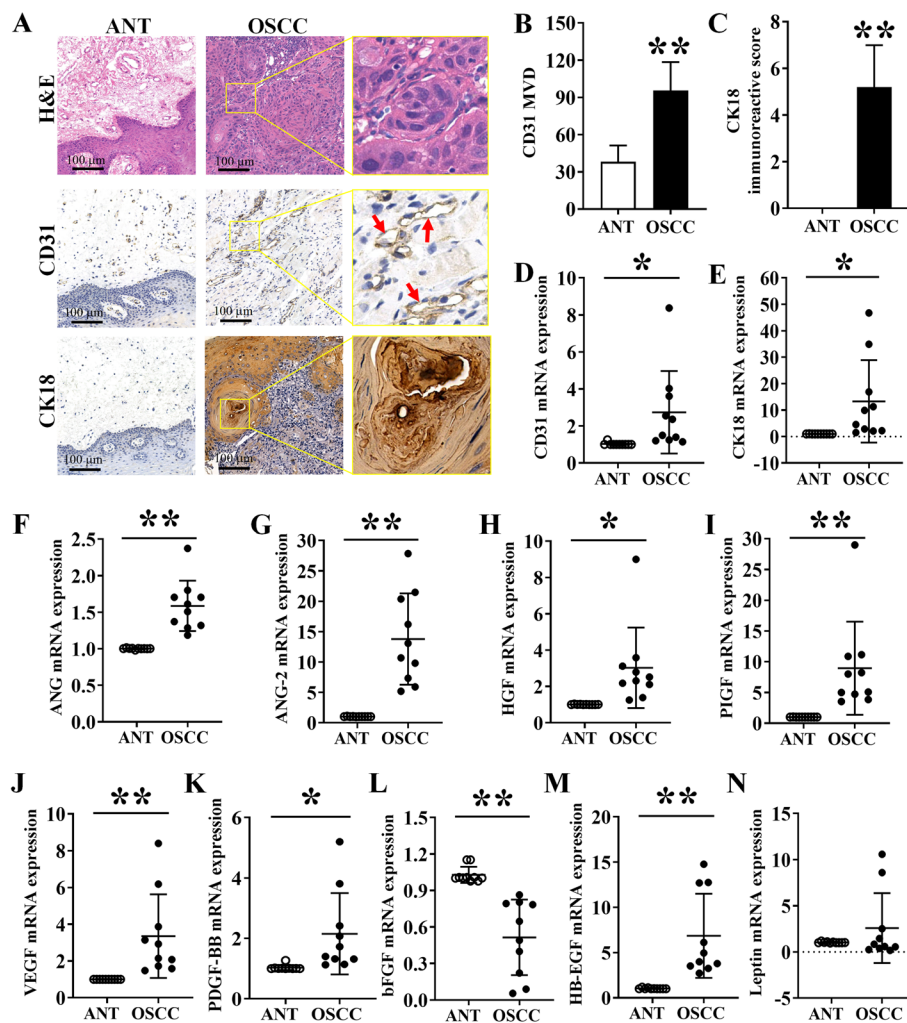 A
ANT
OSCC
H&E
100 μm
100 μm
CD31
100 μm
100 μm
CK18
100 μm
100 μm
B
CD31 MVD
150
120
90
60
30
0
**
ANT
OSCC
C
CK18
immunoreactive score
8
6
4
2
0
**
ANT
OSCC
D
CD31 mRNA expression
10
8
6
4
2
0
*
ANT
OSCC
E
CK18 mRNA expression
60
50
40
30
20
10
0
-10
*
ANT
OSCC
F
ANG mRNA expression
2.5
2.0
1.5
1.0
0.5
0.0
**
ANT
OSCC
G
ANG-2 mRNA expression
30
25
20
15
10
5
0
**
ANT
OSCC
H
HGF mRNA expression
10
8
6
4
2
0
*
ANT
OSCC
I
PIGF mRNA expression
30
25
20
15
10
5
0
**
ANT
OSCC
J
VEGF mRNA expression
10
8
6
4
2
0
**
ANT
OSCC
K
PDGF-BB mRNA expression
6
4
2
0
*
ANT
OSCC
L
bFGF mRNA expression
1.5
1.2
0.9
0.6
0.3
0.0
**
ANT
OSCC
M
HB-EGF mRNA expression
20
15
10
5
0
**
ANT
OSCC
N
Leptin mRNA expression
15
10
5
0
-5
ANT
OSCC